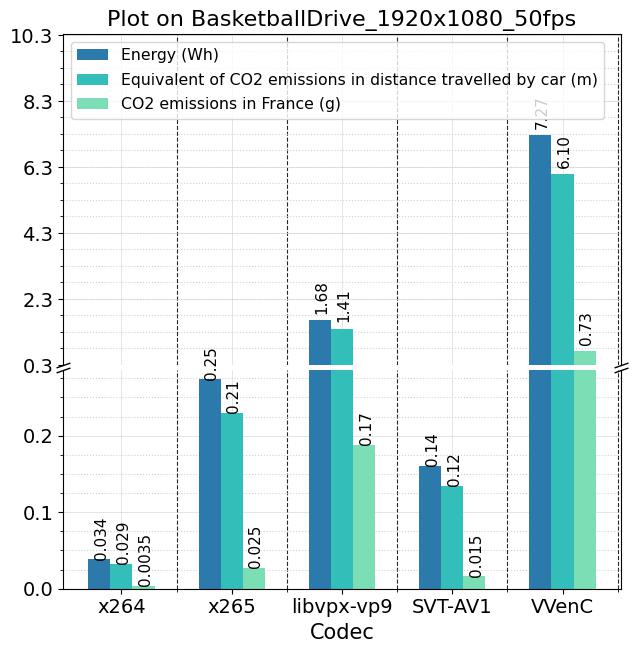 Plot on BasketballDrive_1920x1080_50fps
10.3
8.3
6.3
4.3
2.3
0.3
0.2
0.1
0.0
Energy (Wh)
Equivalent of CO2 emissions in distance travelled by car (m)
CO2 emissions in France (g)
0.034
0.029
0.0035
0.25
0.21
0.025
1.68
1.41
0.17
0.14
0.12
0.015
7.27
6.10
0.73
x264
x265
libvpx-vp9
SVT-AV1
VVenC
Codec